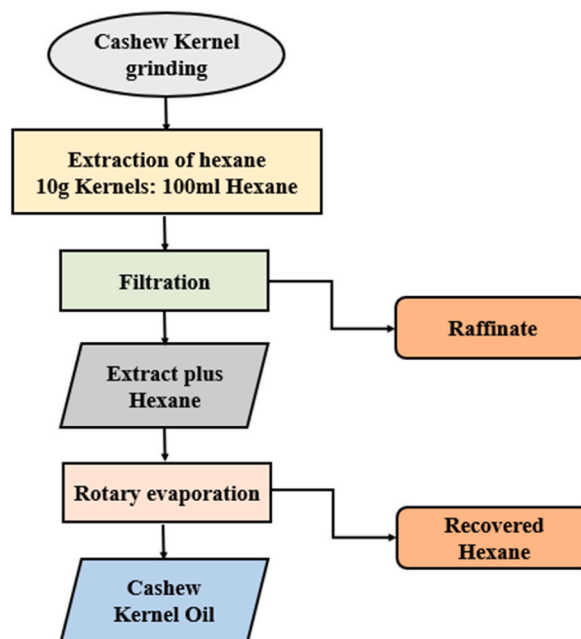 Cashew Kernel
grinding
Extraction of hexane
10g Kernels: 100ml Hexane
Filtration
Raffinate
Extract plus
Hexane
Rotary evaporation
Recovered
Hexane
Cashew
Kernel Oil